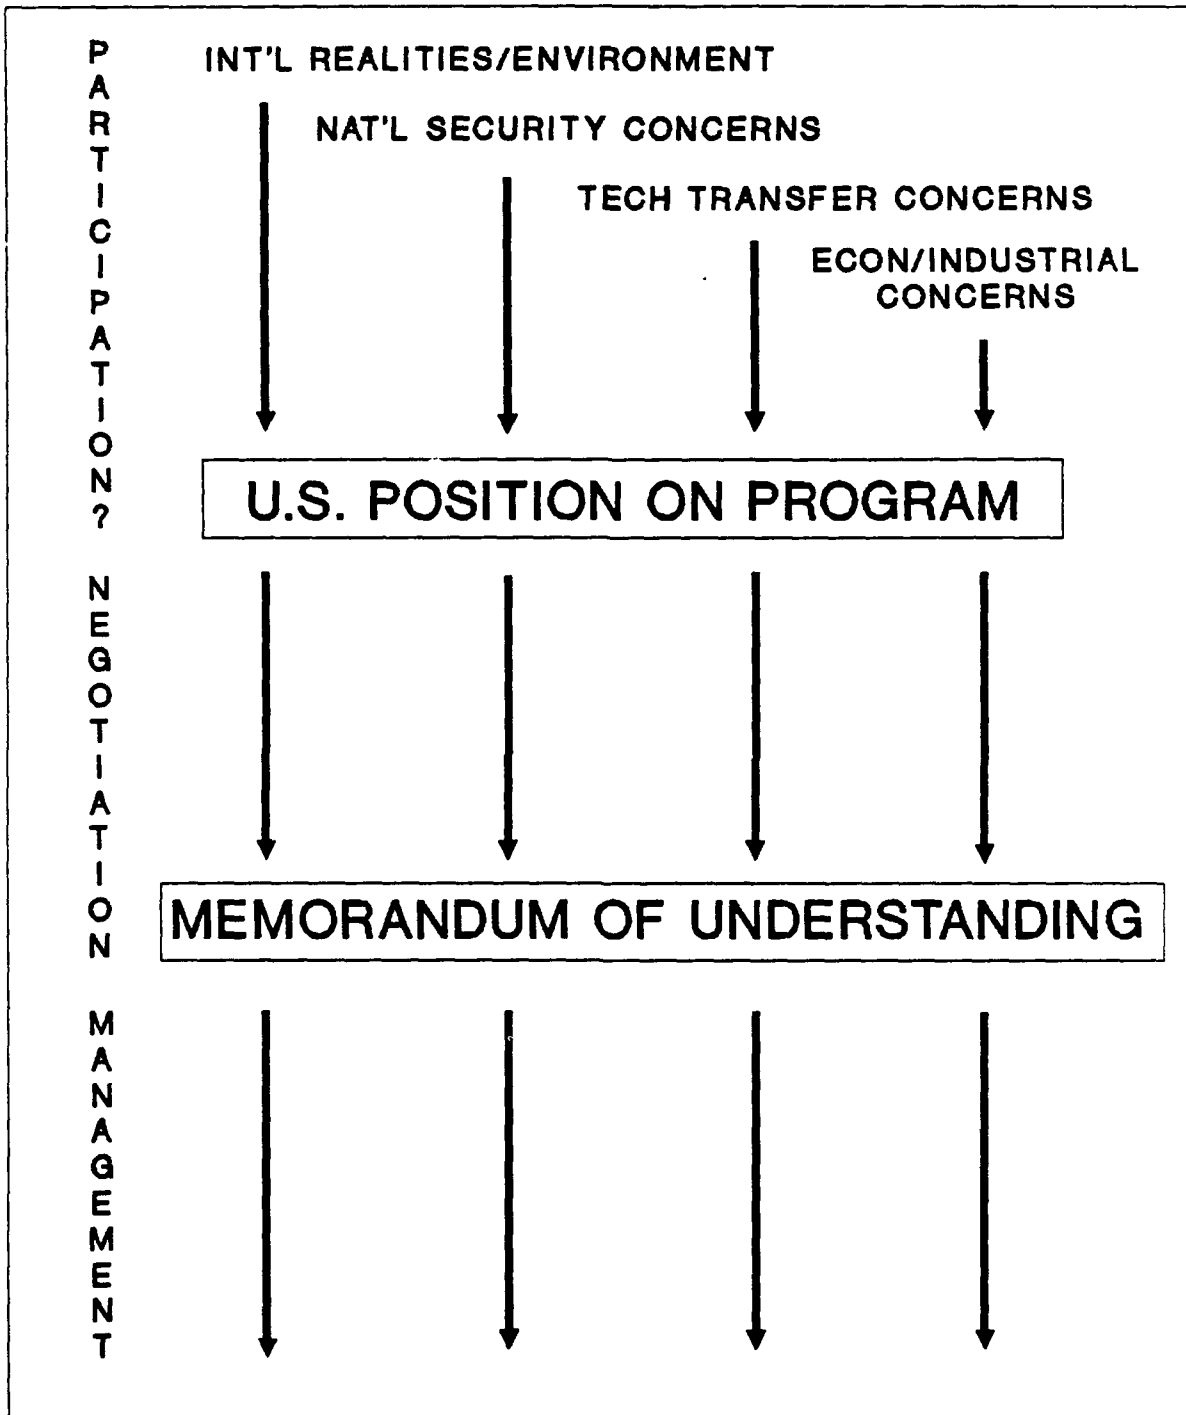 PARTICIPATION?
INT'L REALITIES/ENVIRONMENT
NAT'L SECURITY CONCERNS
TECH TRANSFER CONCERNS
ECON/INDUSTRIAL
CONCERNS
U.S. POSITION ON PROGRAM
NEGOTIATION
MEMORANDUM OF UNDERSTANDING
MANAGEMENT